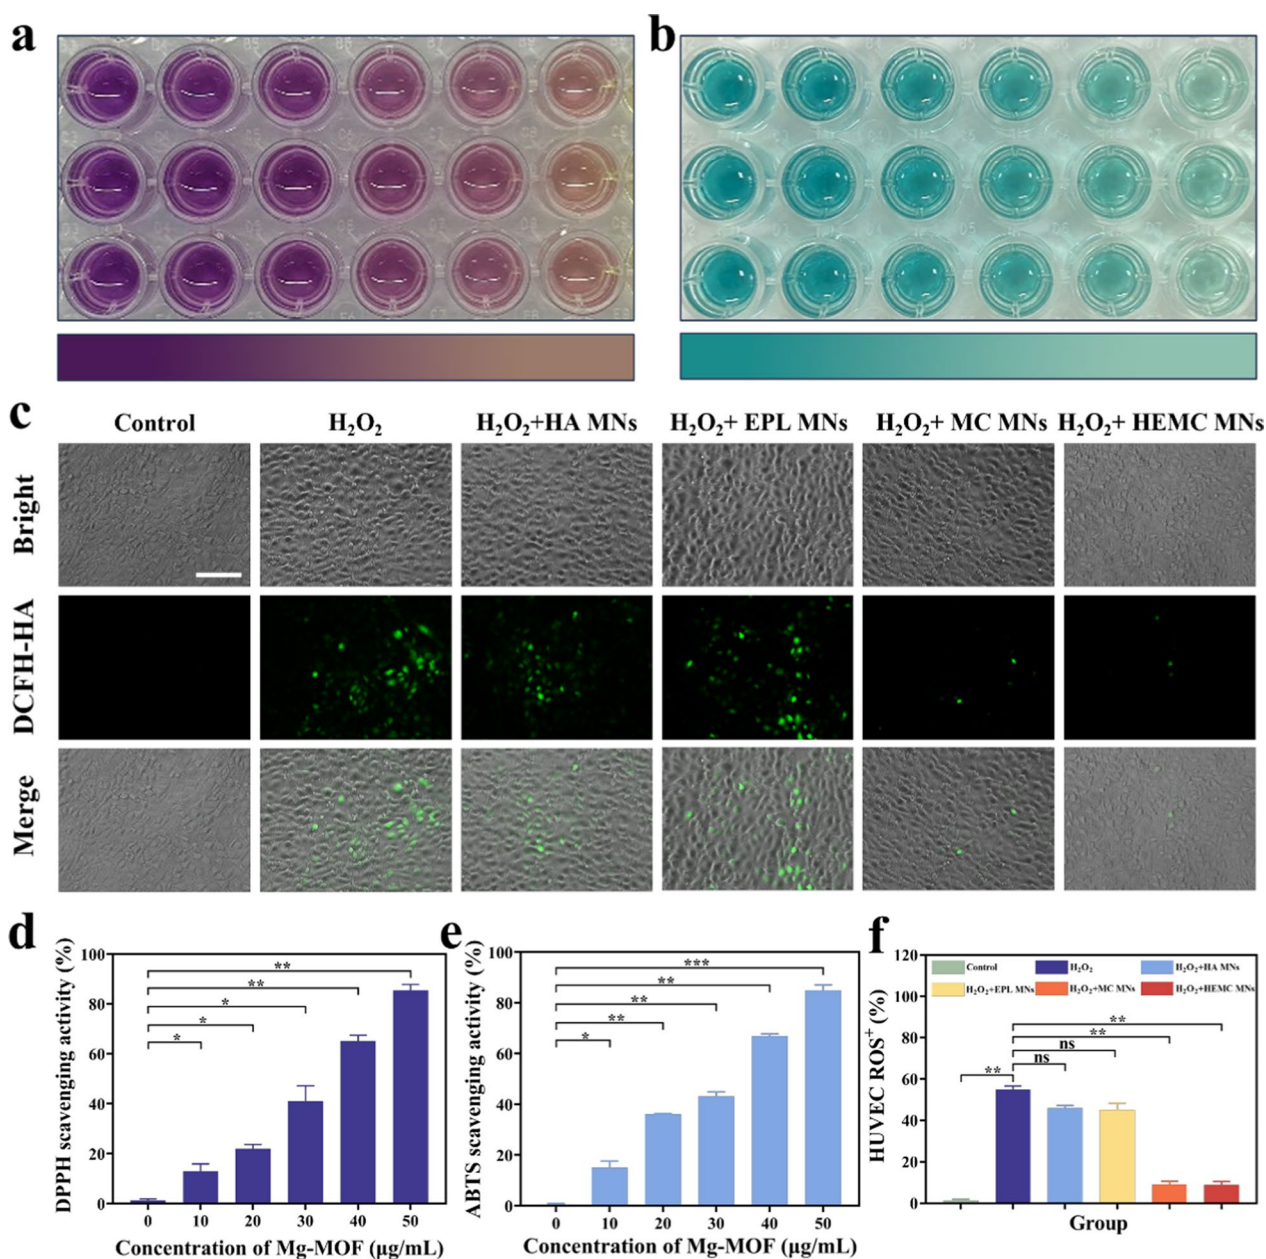 a
b
c
Control
H₂O₂
H₂O₂+HA MNs
H₂O₂+ EPL MNs
H₂O₂+ MC MNs
H₂O₂+ HEMC MNs
Bright
DCFH-HA
Merge
d
DPPH scavenging activity (%)
100
80
60
40
20
0
**
**
*
*
*
0 10 20 30 40 50
Concentration of Mg-MOF (μg/mL)
e
ABTS scavenging activity (%)
100
80
60
40
20
0
***
**
**
**
*
0 10 20 30 40 50
Concentration of Mg-MOF (μg/mL)
f
HUVEC ROS⁺ (%)
120
100
80
60
40
20
0
Control
H₂O₂
H₂O₂+HA MNs
H₂O₂+EPL MNs
H₂O₂+MC MNs
H₂O₂+HEMC MNs
**
**
ns
ns
**
Group